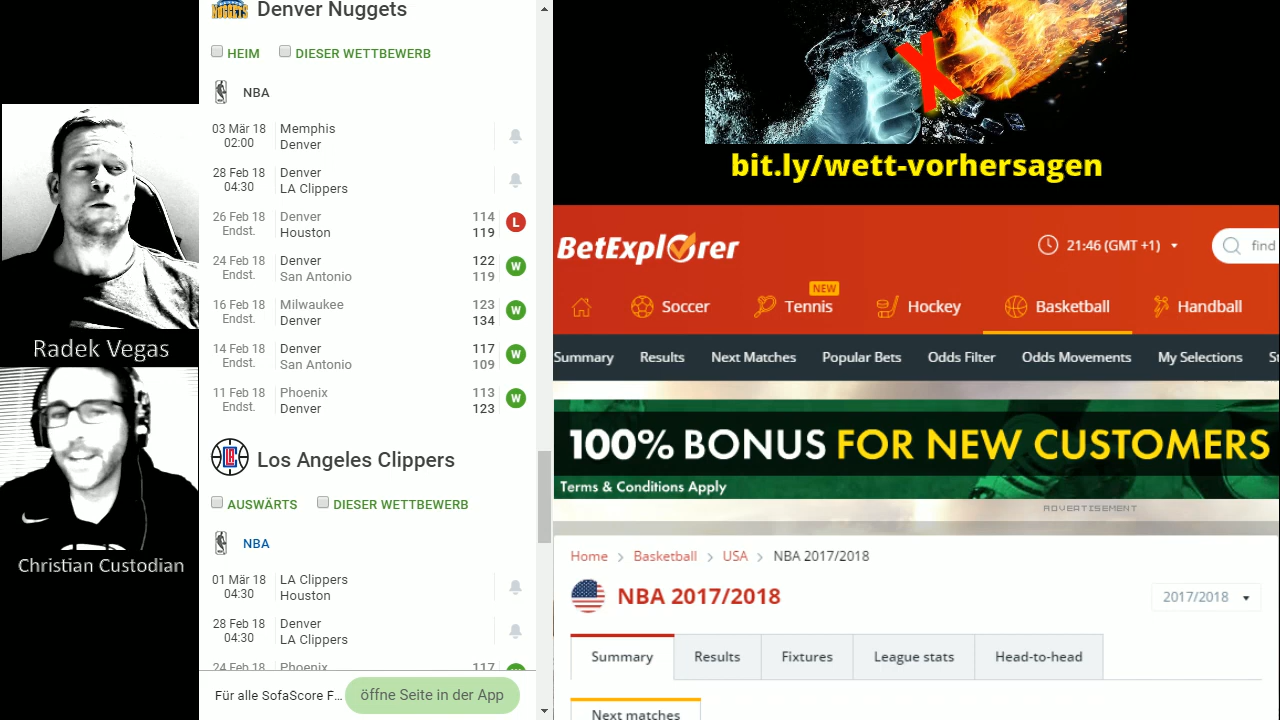 Radek Vegas
Christian Custodian
NUGGETS
Denver Nuggets
HEIM
DIESER WETTBEWERB
NBA
03 Mär 18
02:00
Memphis
Denver
28 Feb 18
04:30
Denver
LA Clippers
26 Feb 18
Endst.
Denver 114
Houston 119
L
24 Feb 18
Endst.
Denver 122
San Antonio 119
W
16 Feb 18
Endst.
Milwaukee 123
Denver 134
W
14 Feb 18
Endst.
Denver 117
San Antonio 109
W
11 Feb 18
Endst.
Phoenix 113
Denver 123
W
Los Angeles Clippers
AUSWÄRTS
DIESER WETTBEWERB
NBA
01 Mär 18
04:30
LA Clippers
Houston
28 Feb 18
04:30
Denver
LA Clippers
24 Feb 18
Phoenix 117
Für alle SofaScore F...
öffne Seite in der App
X
bit.ly/wett-vorhersagen
BetExplorer
21:46 (GMT +1)
find
NEW
Soccer Tennis Hockey Basketball Handball
Summary Results Next Matches Popular Bets Odds Filter Odds Movements My Selections S
100% BONUS FOR NEW CUSTOMERS
Terms & Conditions Apply
ADVERTISEMENT
Home > Basketball > USA > NBA 2017/2018
NBA 2017/2018
2017/2018
Summary Results Fixtures League stats Head-to-head
Next matches